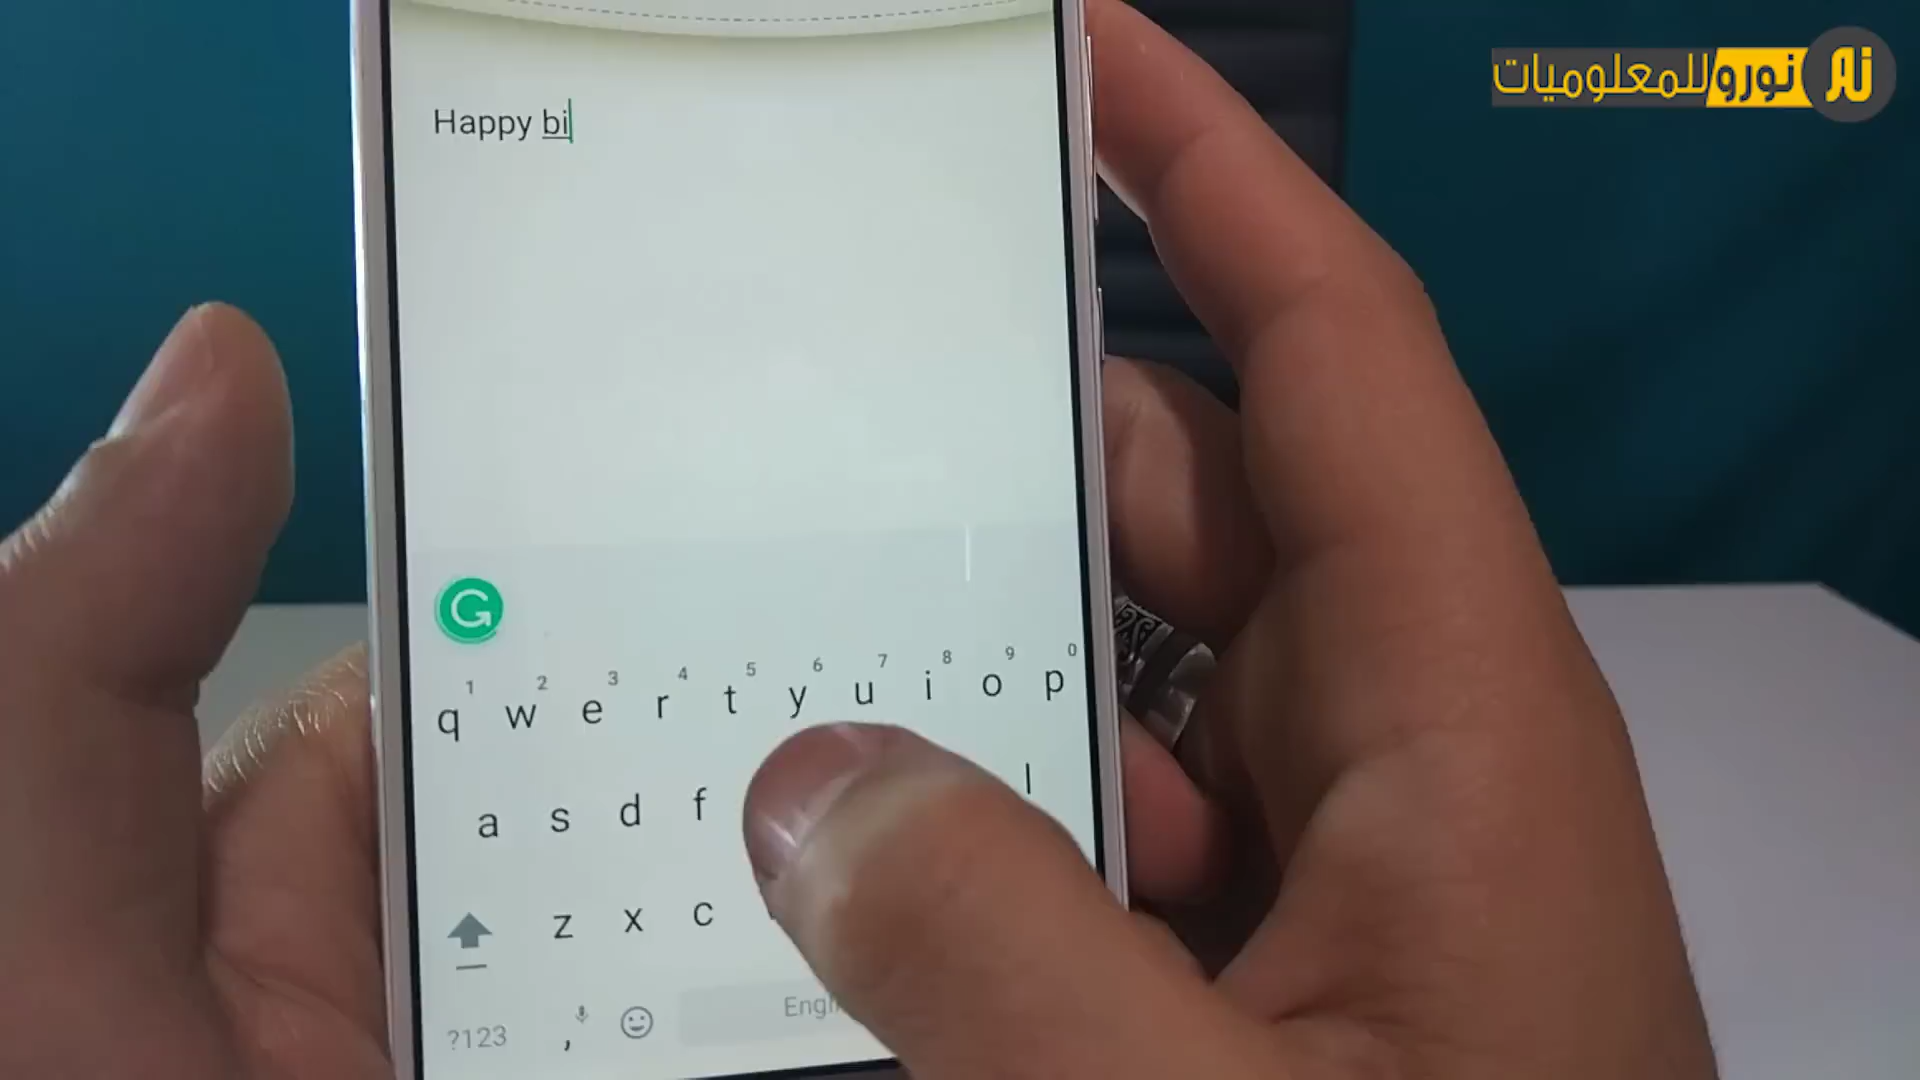 نورو للمعلوميات
Happy bi
G
1 2 3 4 5 6 7 8 9 0
q w e r t y u i o p
a s d f l
z x c
?123 ,